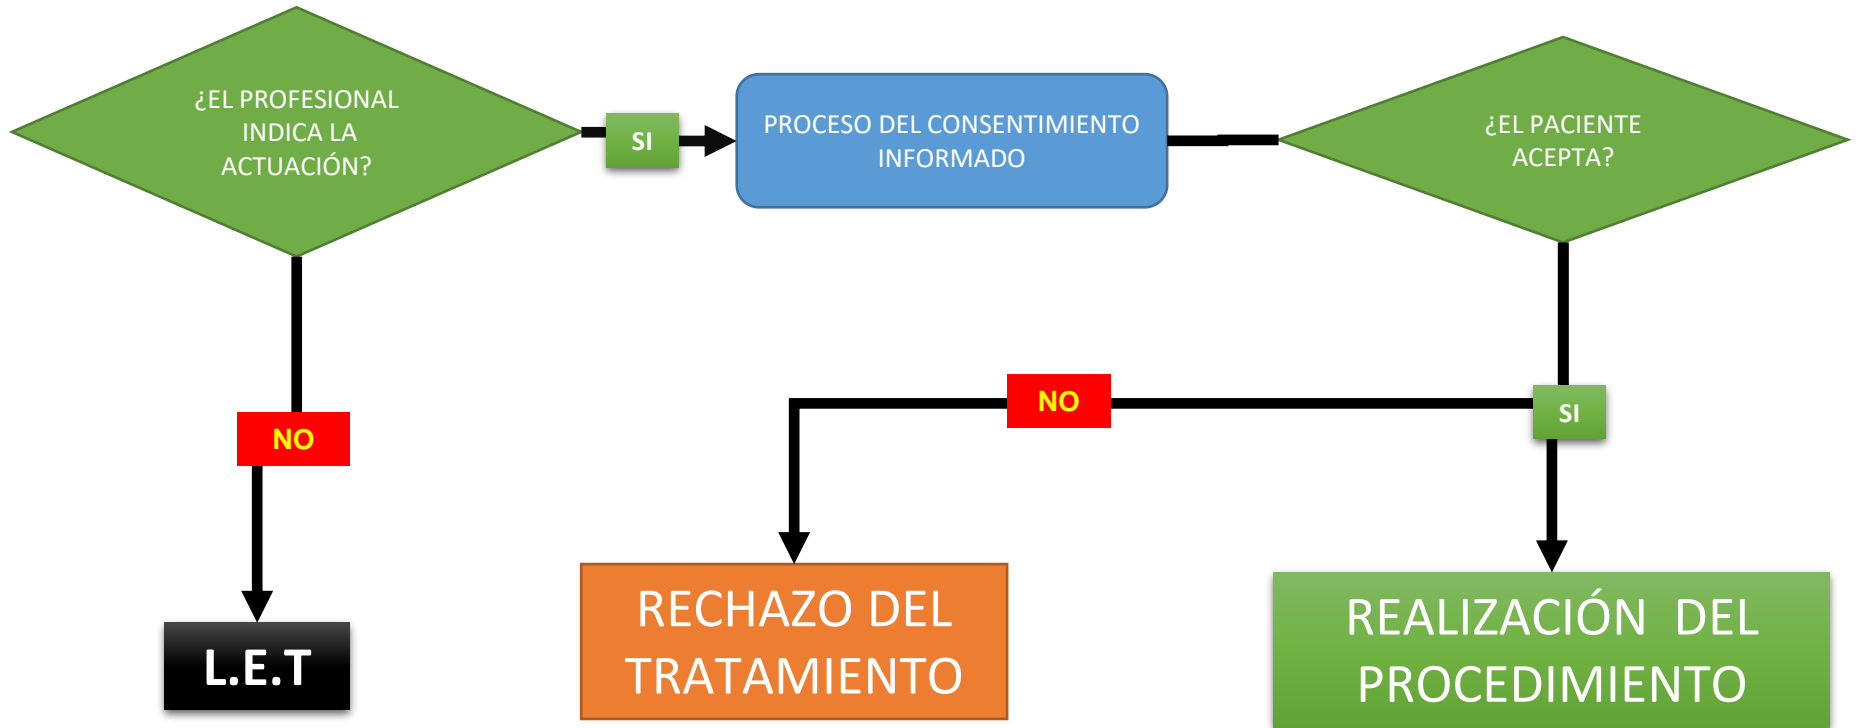 ¿EL PROFESIONAL
INDICA LA
ACTUACIÓN?
SI
PROCESO DEL CONSENTIMIENTO
INFORMADO
¿EL PACIENTE
ACEPTA?
NO
SI
NO
L.E.T
RECHAZO DEL
TRATAMIENTO
REALIZACIÓN DEL
PROCEDIMIENTO